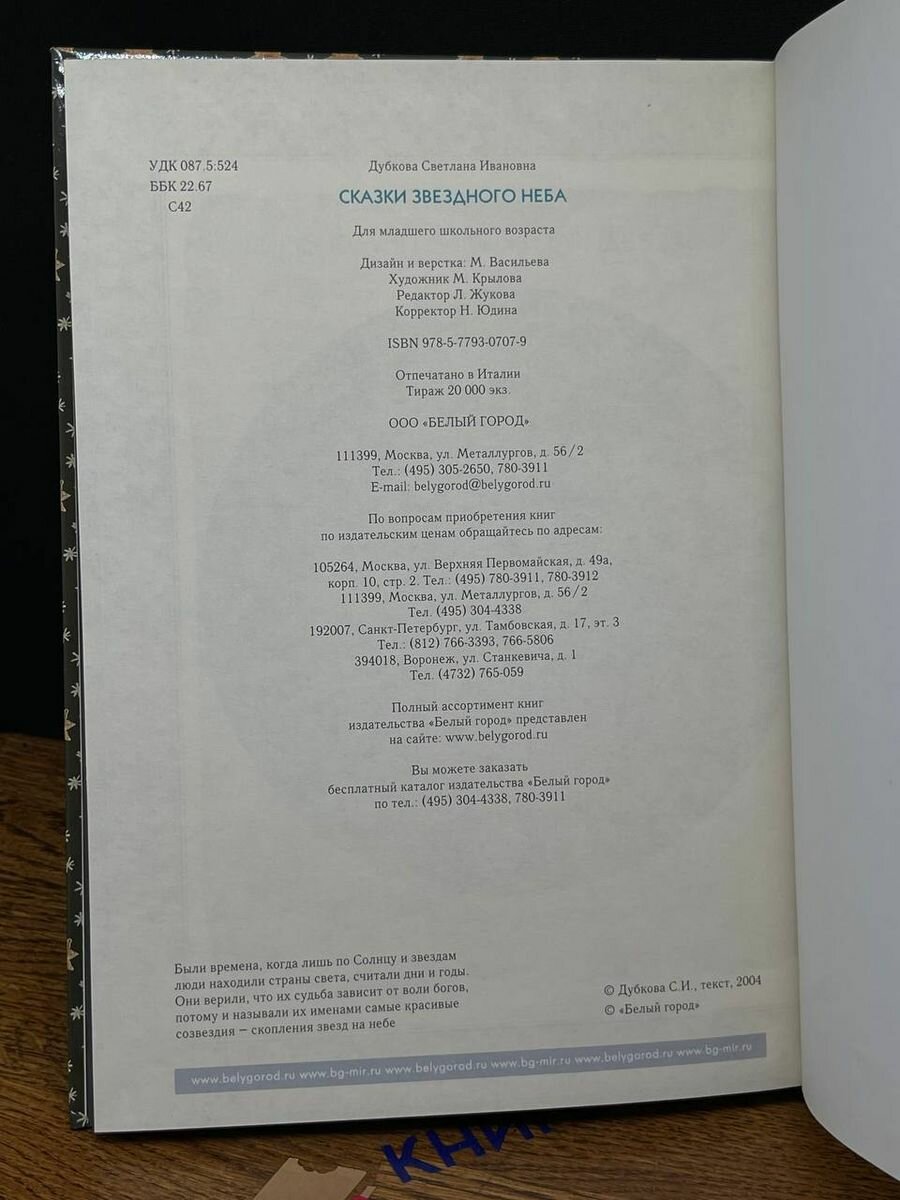 УДК 087.5:524
ББК 22.67
С42
Дубкова Светлана Ивановна
СКАЗКИ ЗВЕЗДНОГО НЕБА
Для младшего школьного возраста
Дизайн и верстка: М. Васильева
Художник М. Крылова
Редактор Л. Жукова
Корректор Н. Юдина
ISBN 978-5-7793-0707-9
Отпечатано в Италии
Тираж 20 000 экз.
ООО «БЕЛЫЙ ГОРОД»
111399, Москва, ул. Металлургов, д. 56/2
Тел.: (495) 305-2650, 780-3911
E-mail: belygorod@belygorod.ru
По вопросам приобретения книг
по издательским ценам обращайтесь по адресам:
105264, Москва, ул. Верхняя Первомайская, д. 49а,
корп. 10, стр. 2. Тел.: (495) 780-3911, 780-3912
111399, Москва, ул. Металлургов, д. 56/2
Тел. (495) 304-4338
192007, Санкт-Петербург, ул. Тамбовская, д. 17, эт. 3
Тел.: (812) 766-3393, 766-5806
394018, Воронеж, ул. Станкевича, д. 1
Тел. (4732) 765-059
Полный ассортимент книг
издательства «Белый город» представлен
на сайте: www.belygorod.ru
Вы можете заказать
бесплатный каталог издательства «Белый город»
по тел.: (495) 304-4338, 780-3911
Были времена, когда лишь по Солнцу и звездам
люди находили страны света, считали дни и годы.
Они верили, что их судьба зависит от воли богов,
потому и называли их именами самые красивые
созвездия – скопления звезд на небе
© Дубкова С.И., текст, 2004
© «Белый город»
www.belygorod.ru www.bg-mir.ru www.belygorod.ru www.bg-mir.ru www.belygorod.ru www.bg-mir.ru